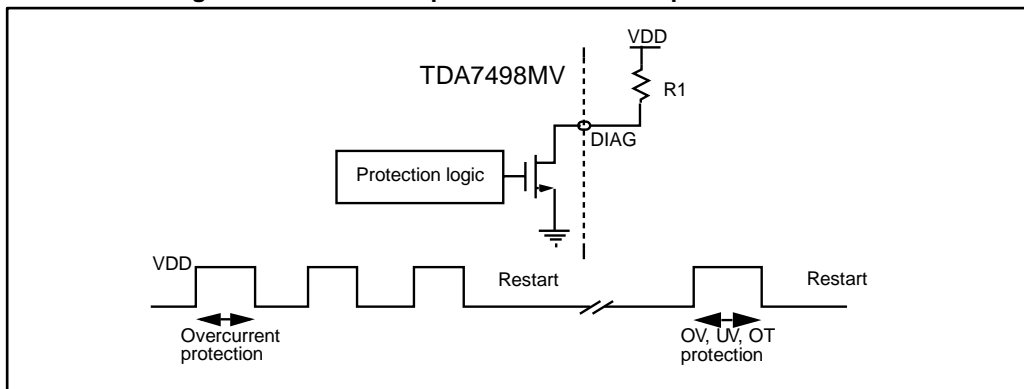 VDD
TDA7498MV
R1
DIAG
Protection logic
VDD
Restart
Restart
Overcurrent
protection
OV, UV, OT
protection